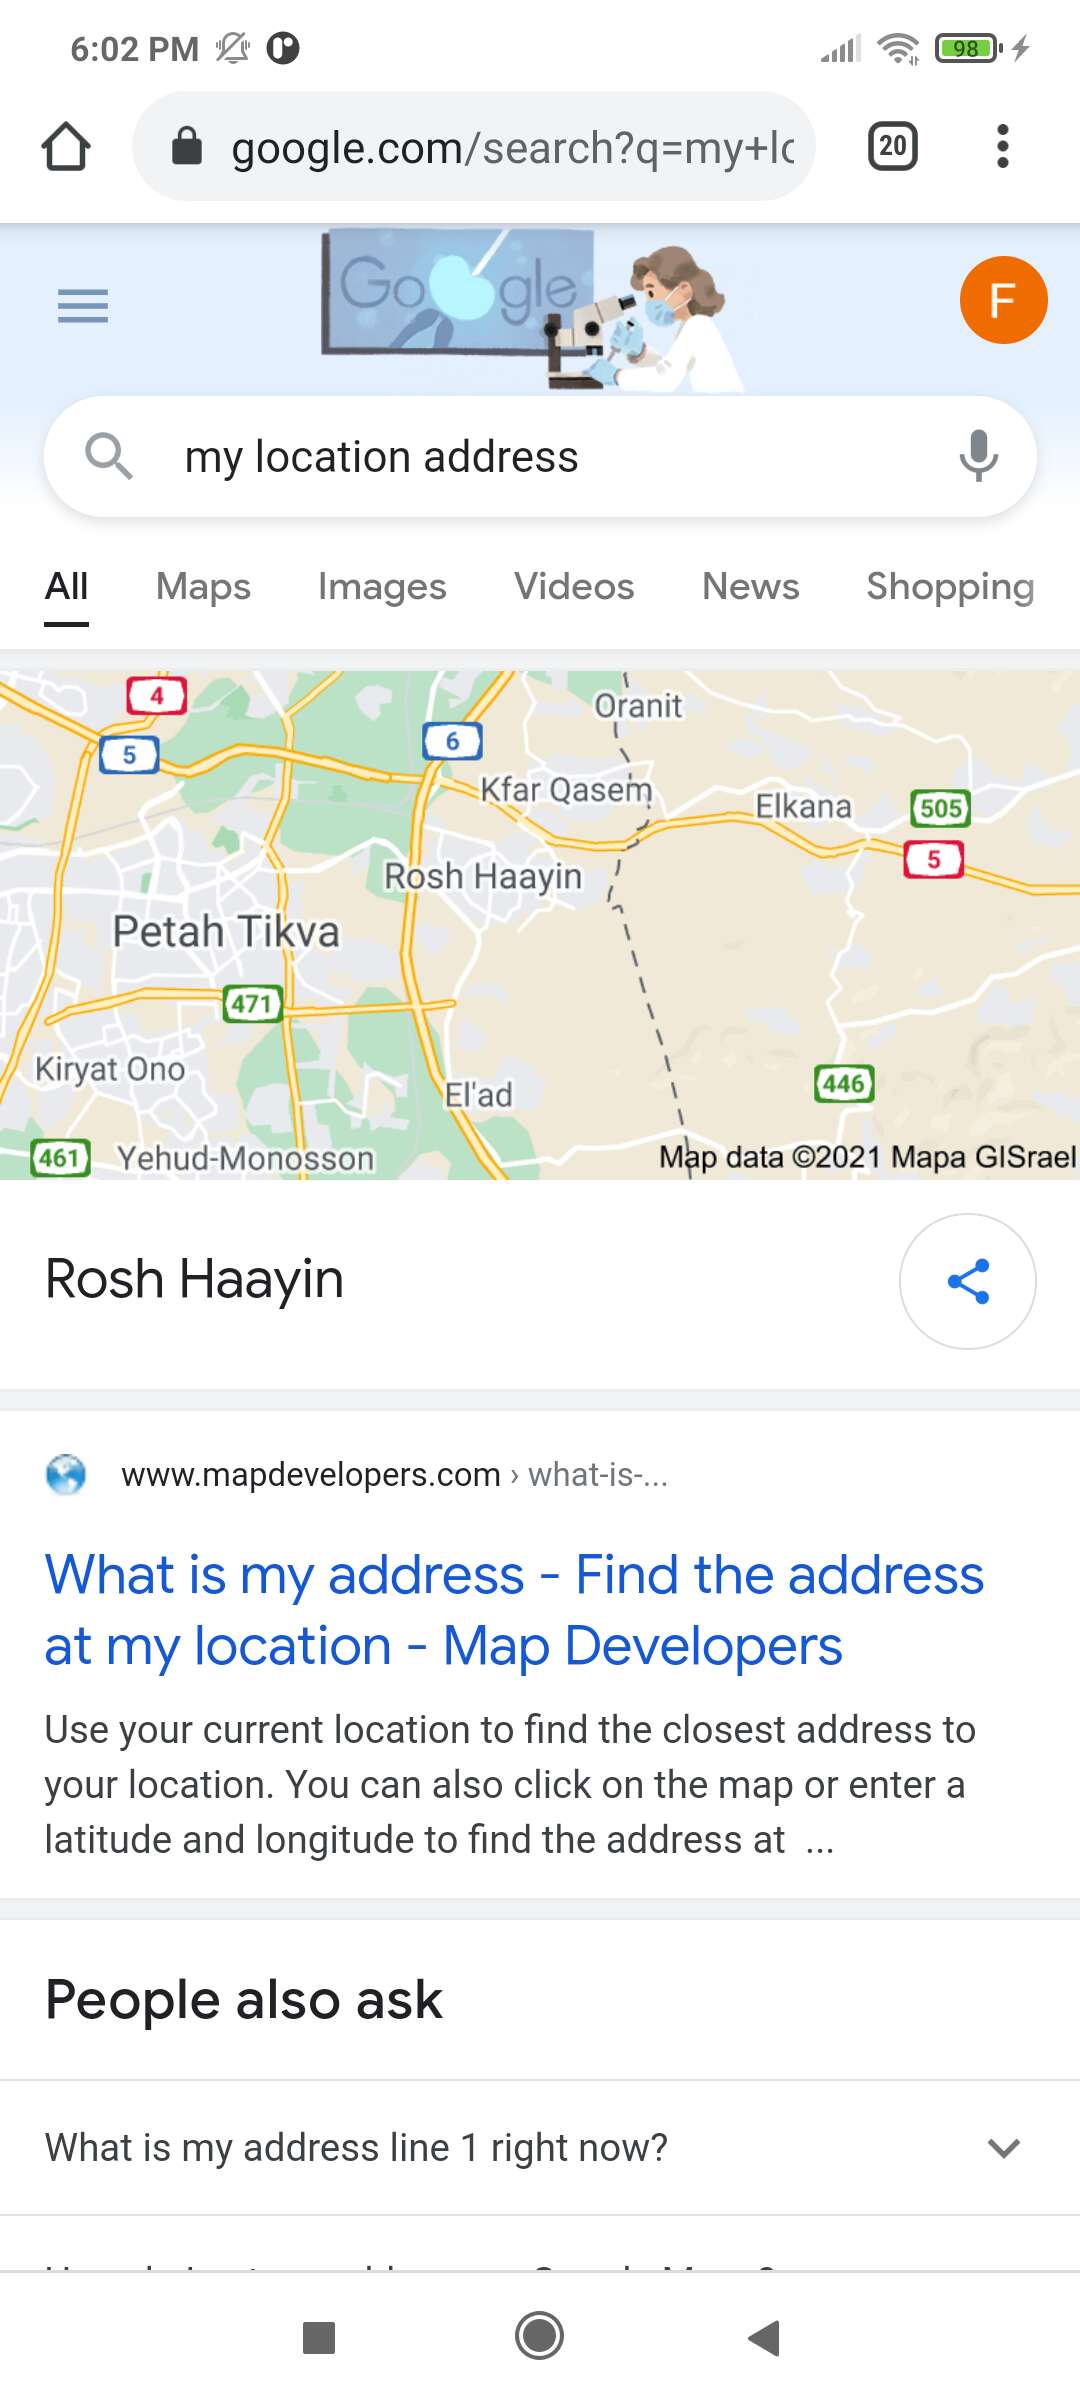 6:02 PM
98
google.com/search?q=my+lo
20
Google
F
my location address
All Maps Images Videos News Shopping
4
Oranit
5
6
Kfar Qasem
Elkana
505
5
Rosh Haayin
Petah Tikva
471
Kiryat Ono
El'ad
446
461
Yehud-Monosson
Map data ©2021 Mapa GISrael
Rosh Haayin
www.mapdevelopers.com › what-is-...
What is my address - Find the address
at my location - Map Developers
Use your current location to find the closest address to
your location. You can also click on the map or enter a
latitude and longitude to find the address at ...
People also ask
What is my address line 1 right now?